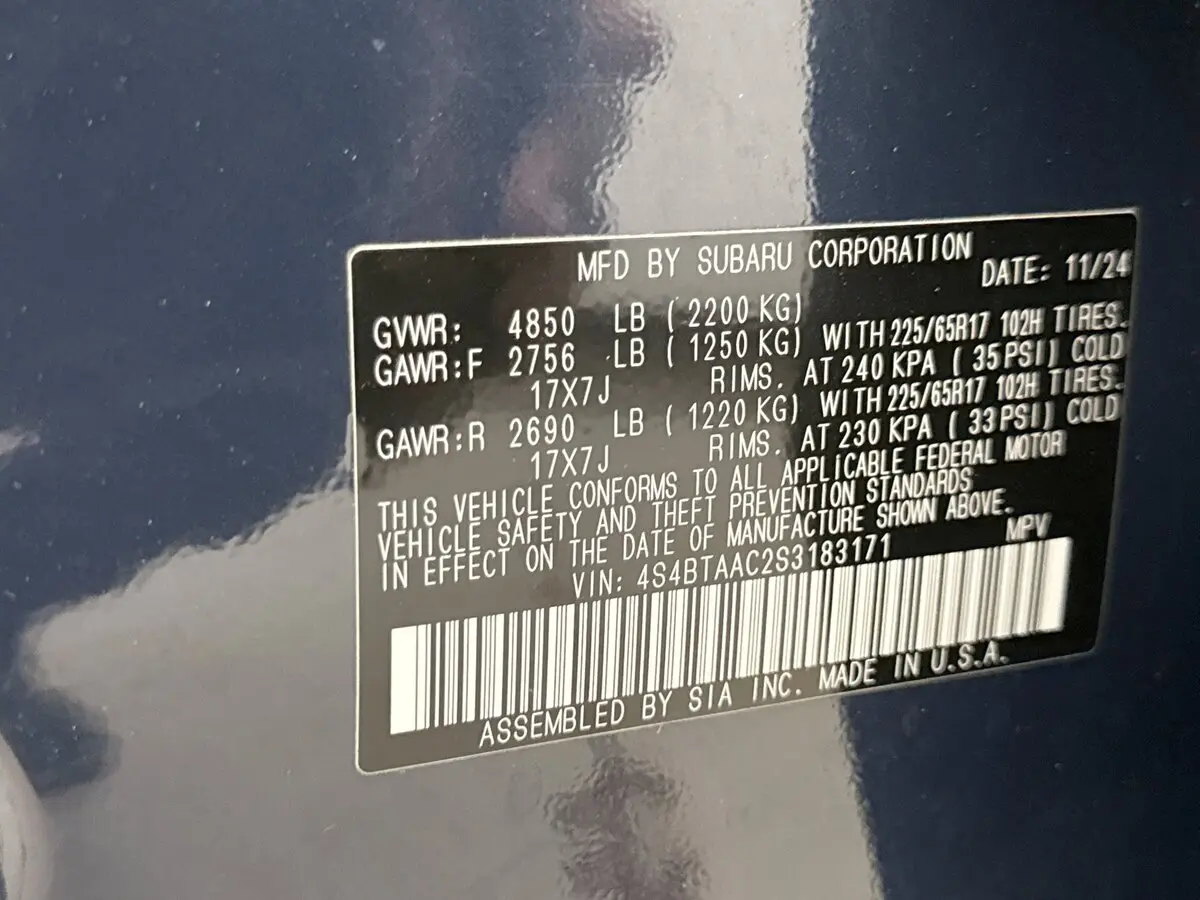 MFD BY SUBARU CORPORATION DATE: 11/24
GVWR: 4850 LB ( 2200 KG)
GAWR:F 2756 LB ( 1250 KG) WITH 225/65R17 102H TIRES.
17X7J RIMS. AT 240 KPA ( 35 PSI) COLD
GAWR:R 2690 LB ( 1220 KG) WITH 225/65R17 102H TIRES.
17X7J RIMS. AT 230 KPA ( 33 PSI) COLD
THIS VEHICLE CONFORMS TO ALL APPLICABLE FEDERAL MOTOR
VEHICLE SAFETY AND THEFT PREVENTION STANDARDS
IN EFFECT ON THE DATE OF MANUFACTURE SHOWN ABOVE.
VIN: 4S4BTAAC2S3183171 MPV
ASSEMBLED BY SIA INC. MADE IN U.S.A.